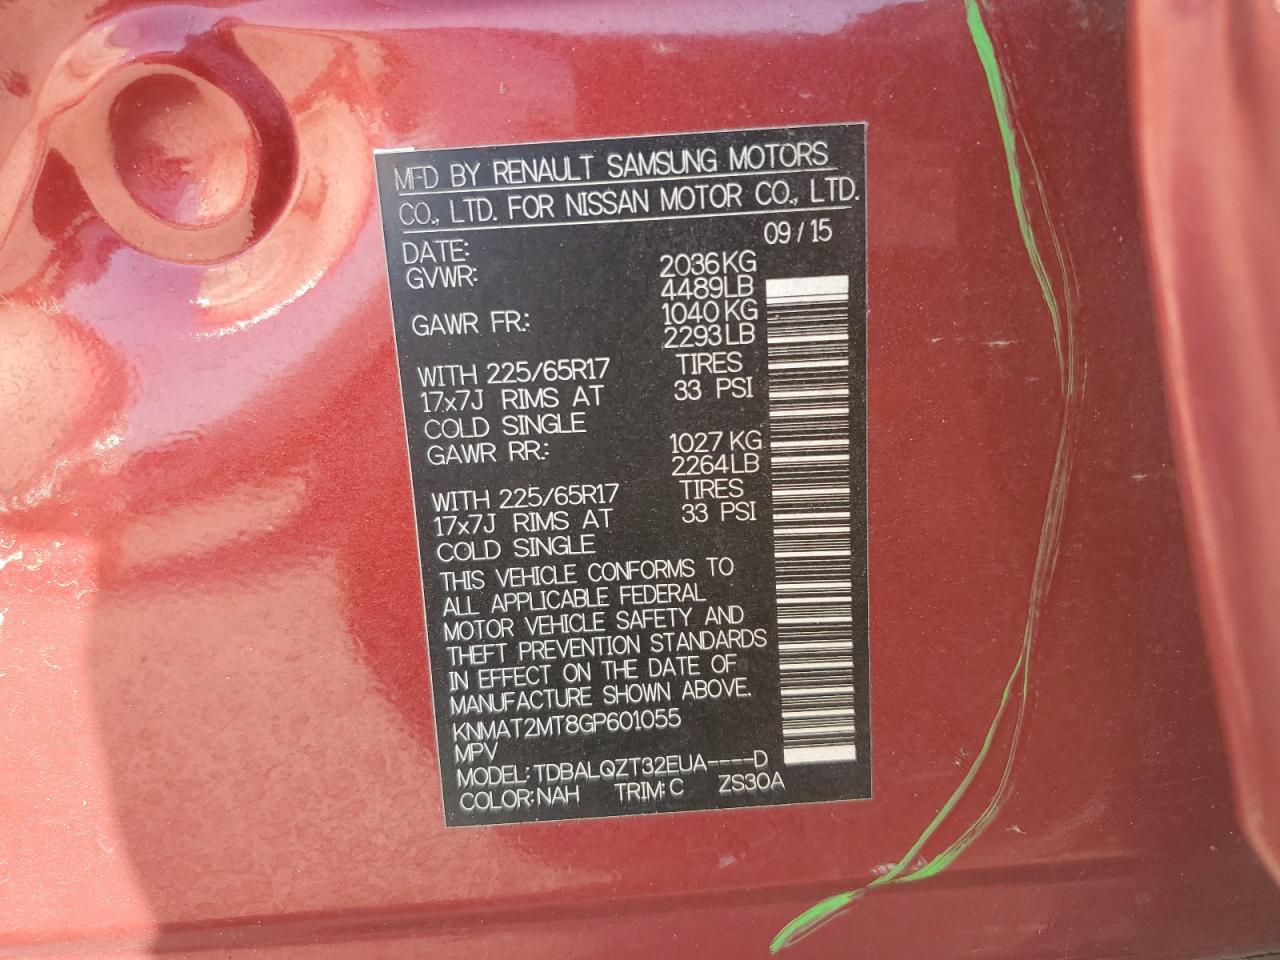 MFD BY RENAULT SAMSUNG MOTORS
CO., LTD. FOR NISSAN MOTOR CO., LTD.
DATE: 09/15
GVWR: 2036KG
4489LB
GAWR FR: 1040KG
2293LB
WITH 225/65R17 TIRES
17x7J RIMS AT 33 PSI
COLD SINGLE
GAWR RR: 1027KG
2264LB
WITH 225/65R17 TIRES
17x7J RIMS AT 33 PSI
COLD SINGLE
THIS VEHICLE CONFORMS TO
ALL APPLICABLE FEDERAL
MOTOR VEHICLE SAFETY AND
THEFT PREVENTION STANDARDS
IN EFFECT ON THE DATE OF
MANUFACTURE SHOWN ABOVE.
KNMAT2MT8GP601055
MPV
MODEL: TDBALQZT32EUA----D
COLOR: NAH TRIM: C ZS30A